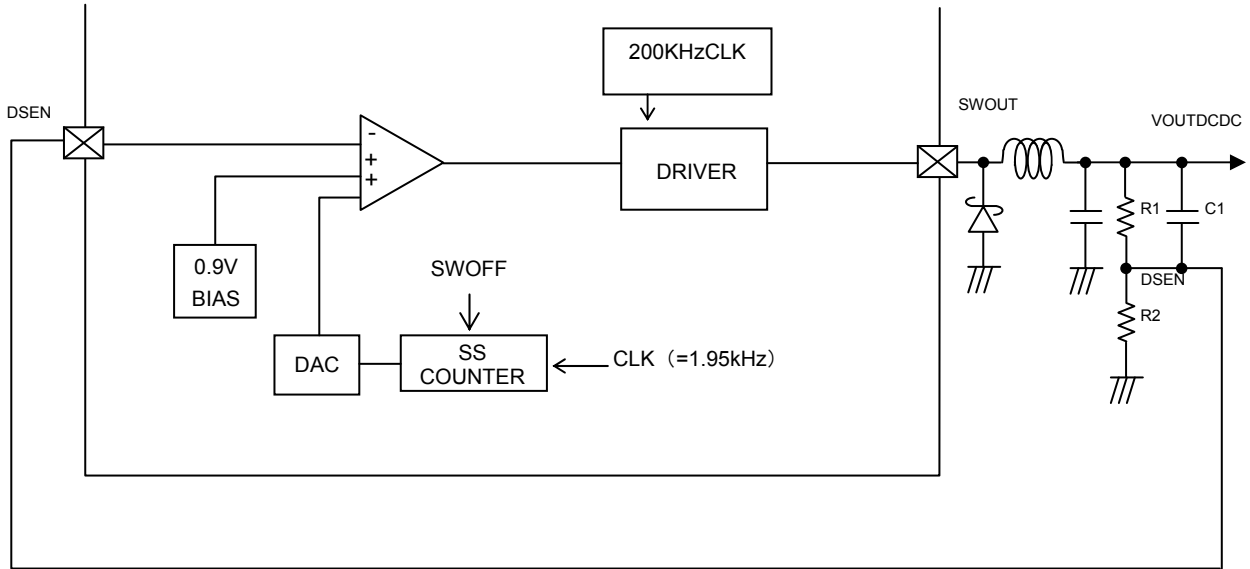 200KHzCLK
DSEN
SWOUT
VOUTDCDC
-
+
+
DRIVER
R1
C1
0.9V
BIAS
SWOFF
DSEN
R2
DAC
SS
COUNTER
CLK（=1.95kHz）